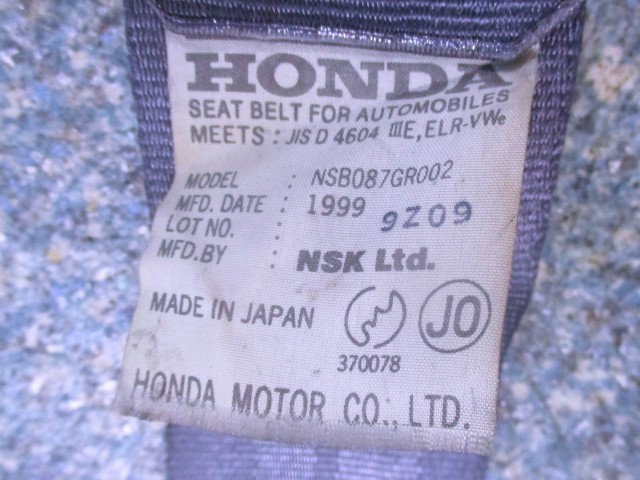 HONDA
SEAT BELT FOR AUTOMOBILES
MEETS : JIS D 4604 ⅢE, ELR-VWe
MODEL : NSB087GR002
MFD. DATE : 1999 9Z09
LOT NO. :
MFD.BY : NSK Ltd.
MADE IN JAPAN JO
370078
HONDA MOTOR CO., LTD.